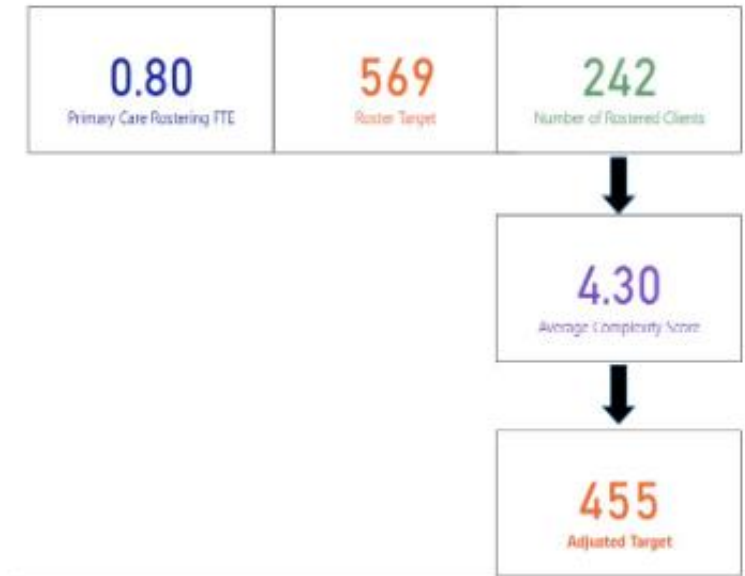 0.80
Primary Care Rostering FTE
569
Roster Target
242
Number of Rostered Clients
4.30
Average Complexity Score
455
Adjusted Target